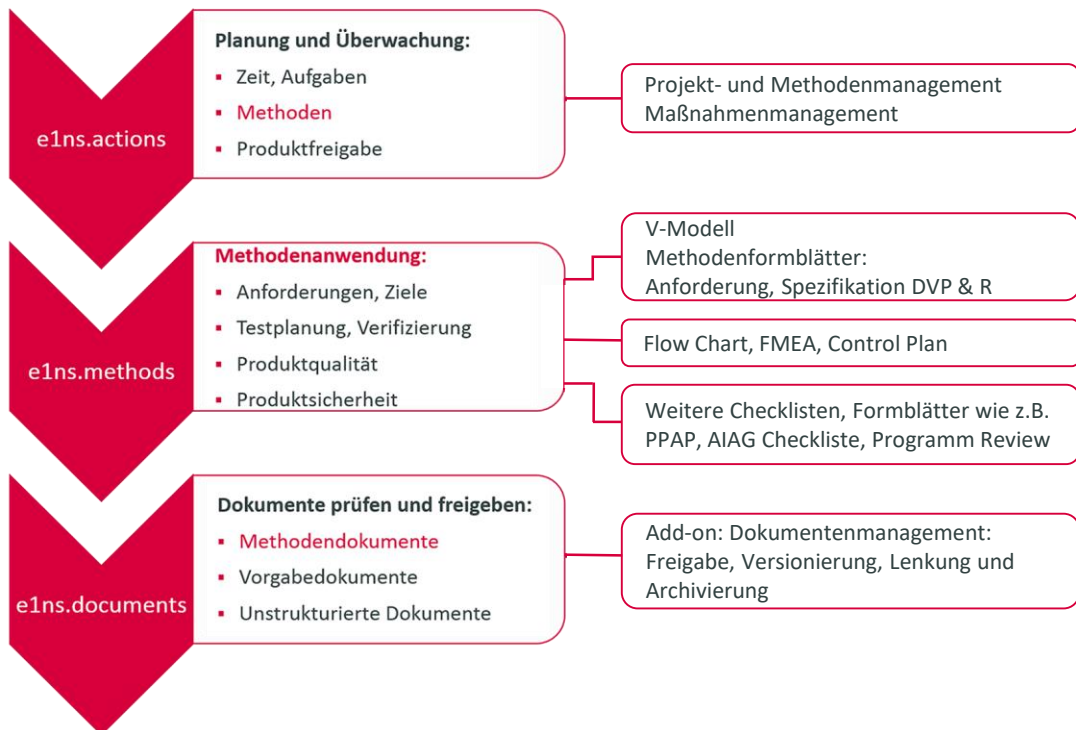 e1ns.actions
Planung und Überwachung:
▪ Zeit, Aufgaben
▪ Methoden
▪ Produktfreigabe
Projekt- und Methodenmanagement
Maßnahmenmanagement
e1ns.methods
Methodenanwendung:
▪ Anforderungen, Ziele
▪ Testplanung, Verifizierung
▪ Produktqualität
▪ Produktsicherheit
V-Modell
Methodenformblätter:
Anforderung, Spezifikation DVP & R
Flow Chart, FMEA, Control Plan
Weitere Checklisten, Formblätter wie z.B.
PPAP, AIAG Checkliste, Programm Review
e1ns.documents
Dokumente prüfen und freigeben:
▪ Methodendokumente
▪ Vorgabedokumente
▪ Unstrukturierte Dokumente
Add-on: Dokumentenmanagement:
Freigabe, Versionierung, Lenkung und
Archivierung